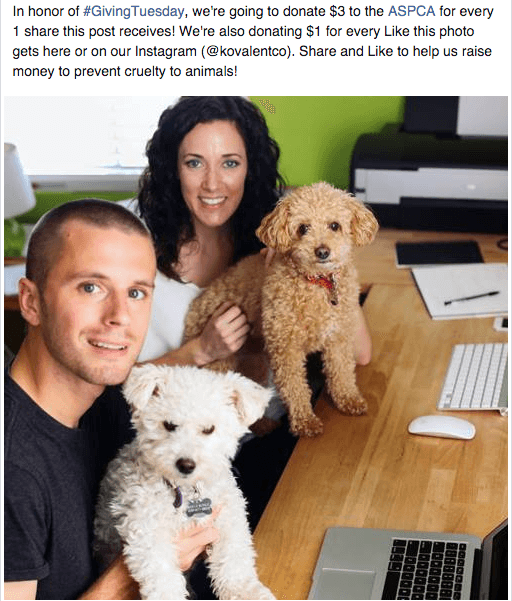 In honor of #GivingTuesday, we're going to donate $3 to the ASPCA for every
1 share this post receives! We're also donating $1 for every Like this photo
gets here or on our Instagram (@kovalentco). Share and Like to help us raise
money to prevent cruelty to animals!